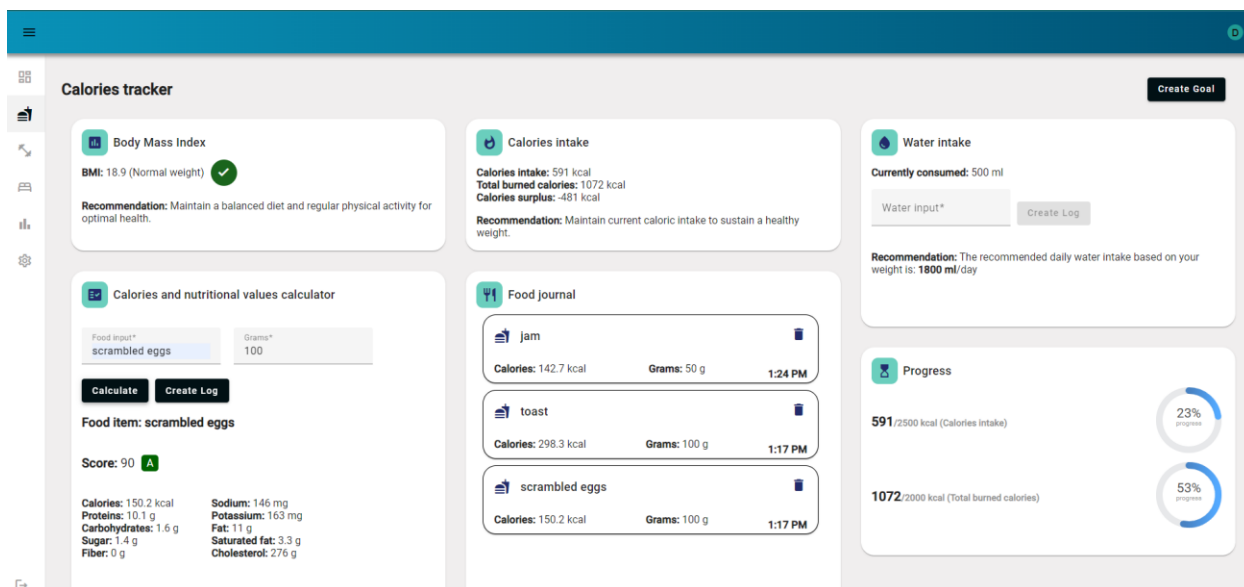 D
Calories tracker
Create Goal
Body Mass Index
BMI: 18.9 (Normal weight)
Recommendation: Maintain a balanced diet and regular physical activity for
optimal health.
Calories intake
Calories intake: 591 kcal
Total burned calories: 1072 kcal
Calories surplus: -481 kcal
Recommendation: Maintain current caloric intake to sustain a healthy
weight.
Water intake
Currently consumed: 500 ml
Water input*
Create Log
Recommendation: The recommended daily water intake based on your
weight is: 1800 ml/day
Calories and nutritional values calculator
Food input*
scrambled eggs
Grams*
100
Calculate
Create Log
Food item: scrambled eggs
Score: 90 A
Calories: 150.2 kcal
Proteins: 10.1 g
Carbohydrates: 1.6 g
Sugar: 1.4 g
Fiber: 0 g
Sodium: 146 mg
Potassium: 163 mg
Fat: 11 g
Saturated fat: 3.3 g
Cholesterol: 276 g
Food journal
jam
Calories: 142.7 kcal Grams: 50 g 1:24 PM
toast
Calories: 298.3 kcal Grams: 100 g 1:17 PM
scrambled eggs
Calories: 150.2 kcal Grams: 100 g 1:17 PM
Progress
591/2500 kcal (Calories intake)
23%
progress
1072/2000 kcal (Total burned calories)
53%
progress